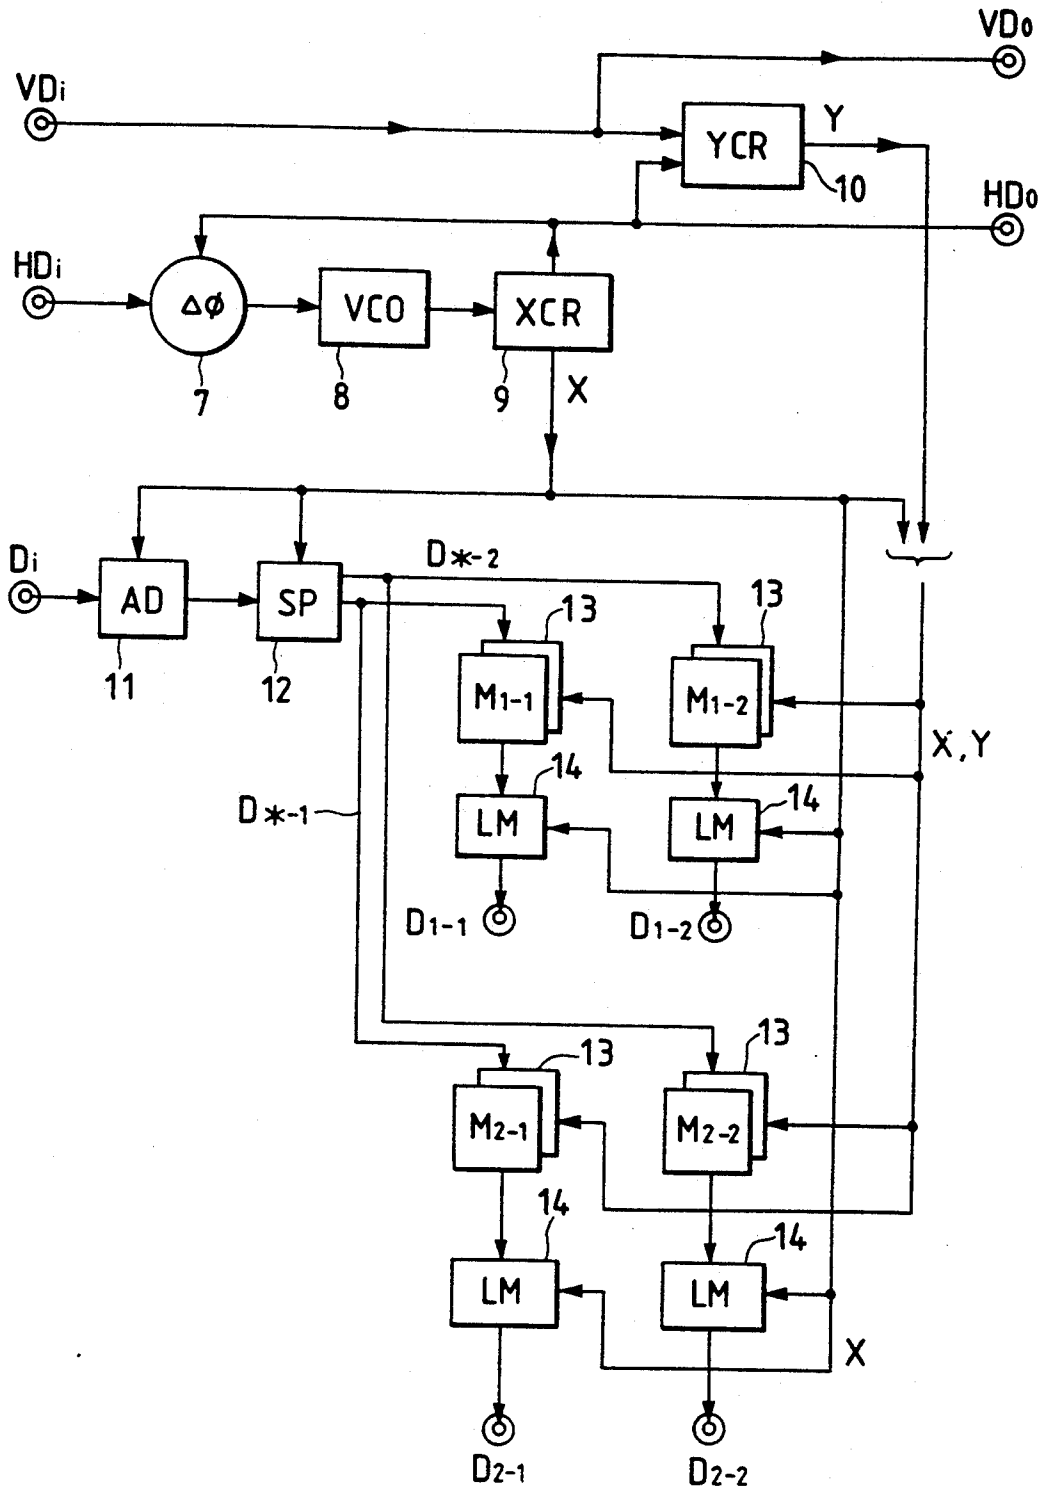 VD₀
VDi
YCR
Y
10
HD₀
HDi
Δφ
VCO
XCR
7
8
9
X
Di
D*-2
AD
SP
13
13
11
12
M1-1
M1-2
X, Y
14
14
D*-1
LM
LM
D1-1
D1-2
13
13
M2-1
M2-2
14
14
LM
LM
X
D2-1
D2-2